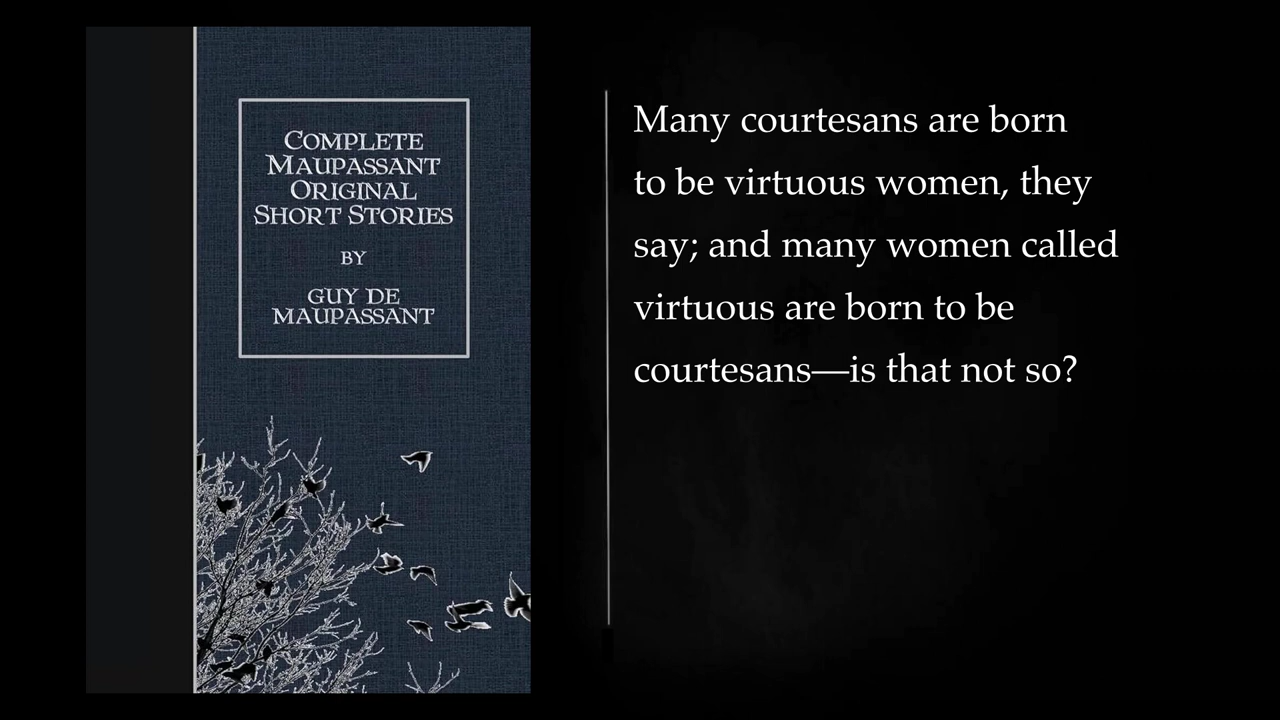 COMPLETE
MAUPASSANT
ORIGINAL
SHORT STORIES
BY
GUY DE
MAUPASSANT
Many courtesans are born
to be virtuous women, they
say; and many women called
virtuous are born to be
courtesans—is that not so?